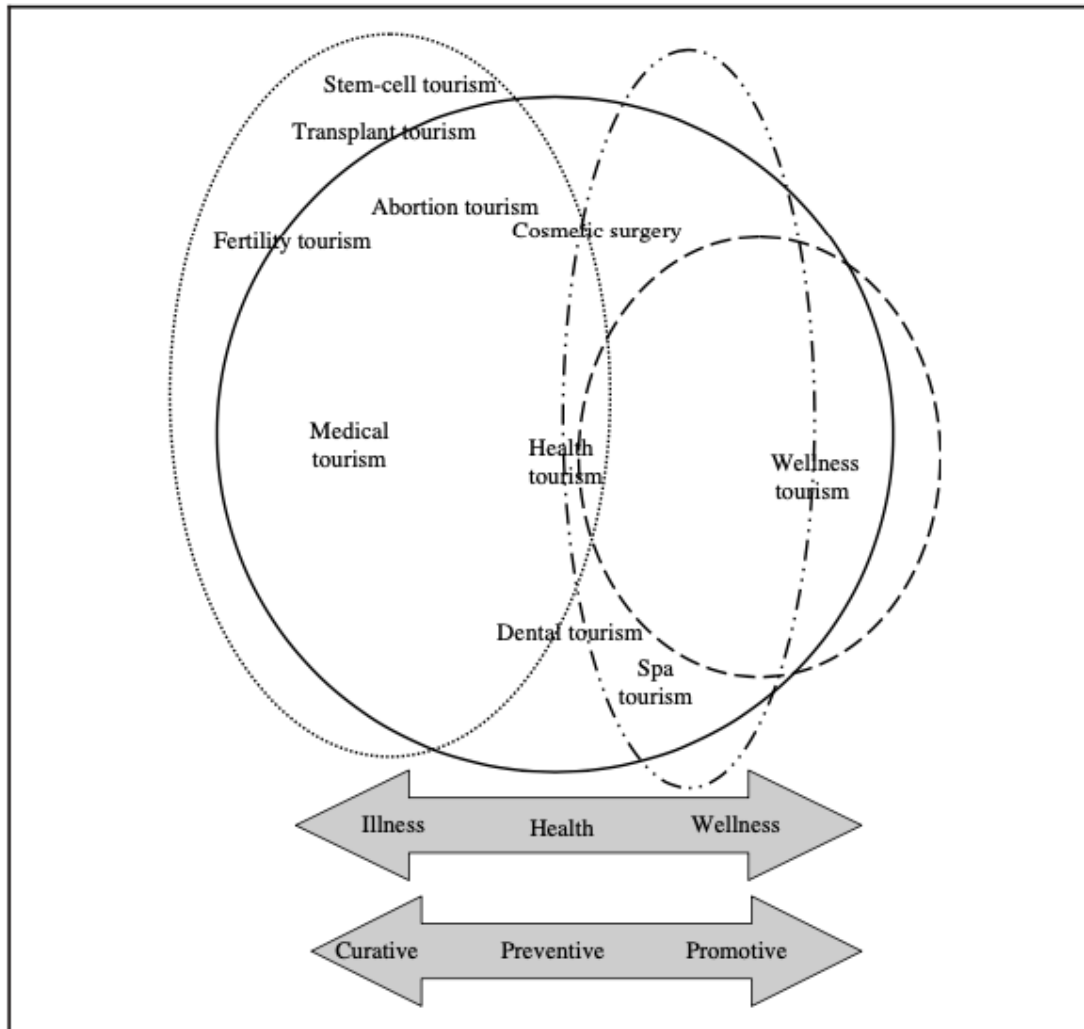 Stem-cell tourism
Transplant tourism
Abortion tourism
Cosmetic surgery
Fertility tourism
Medical
tourism
Health
tourism
Wellness
tourism
Dental tourism
Spa
tourism
Illness
Health
Wellness
Curative
Preventive
Promotive